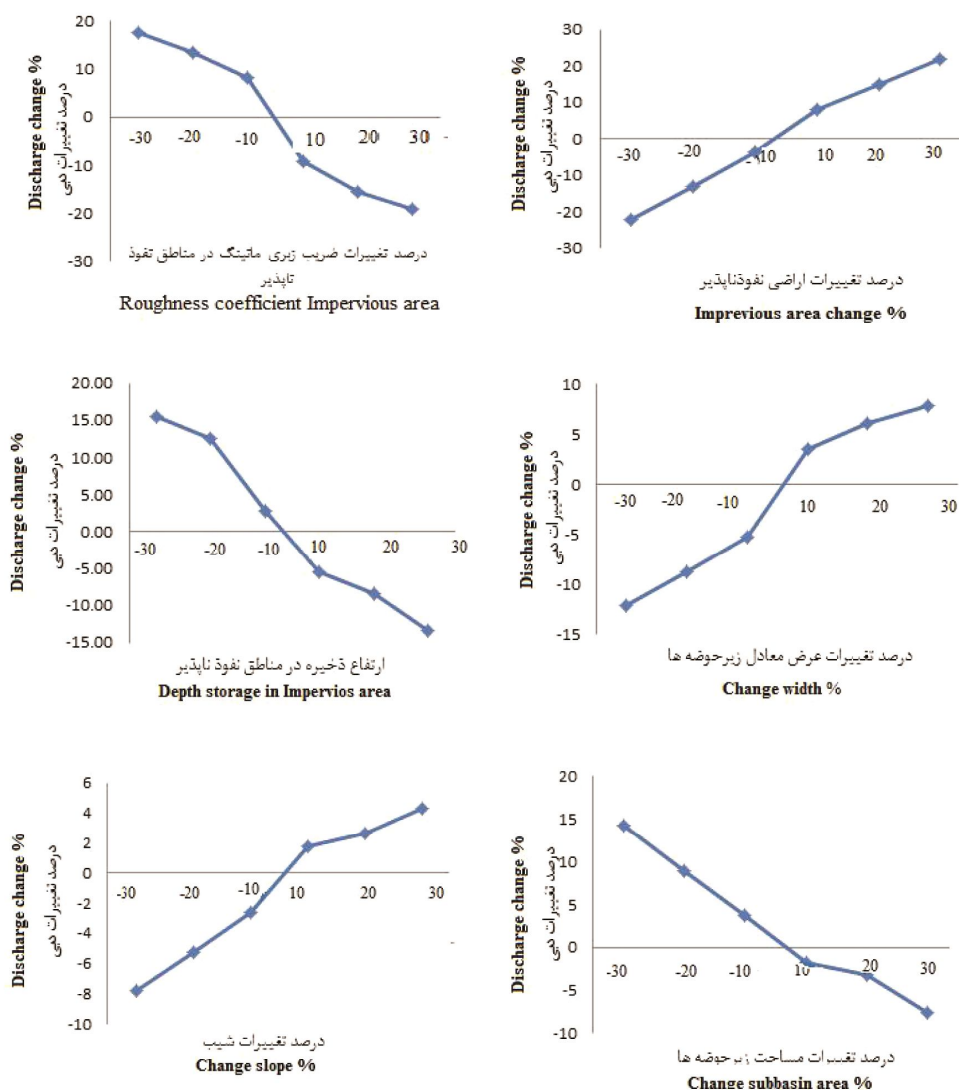 20
10
0
-10
-20
-30
-30 -20 -10 10 20 30
Discharge change %
درصد تغییرات دبی
درصد تغییرات ضریب زبری مانینگ در مناطق نفوذ
ناپذیر
Roughness coefficient Impervious area
30
20
10
0
-10
-20
-30
-30 -20 -10 10 20 30
Discharge change %
درصد تغییرات دبی
درصد تغییرات اراضی نفوذناپذیر
Imprevious area change %
20.00
15.00
10.00
5.00
0.00
-5.00
-10.00
-15.00
-30 -20 -10 10 20 30
Discharge change %
درصد تغییرات دبی
ارتفاع ذخیره در مناطق نفوذ ناپذیر
Depth storage in Impervios area
10
5
0
-5
-10
-15
-30 -20 -10 10 20 30
Discharge change %
درصد تغییرات دبی
درصد تغییرات عرض معادل زیرحوضه ها
Change width %
6
4
2
0
-2
-4
-6
-8
-10
-30 -20 -10 10 20 30
Discharge change %
درصد تغییرات دبی
درصد تغییرات شیب
Change slope %
20
15
10
5
0
-5
-10
-30 -20 -10 10 20 30
Discharge change %
درصد تغییرات دبی
درصد تغییرات مساحت زیرحوضه ها
Change subbasin area %